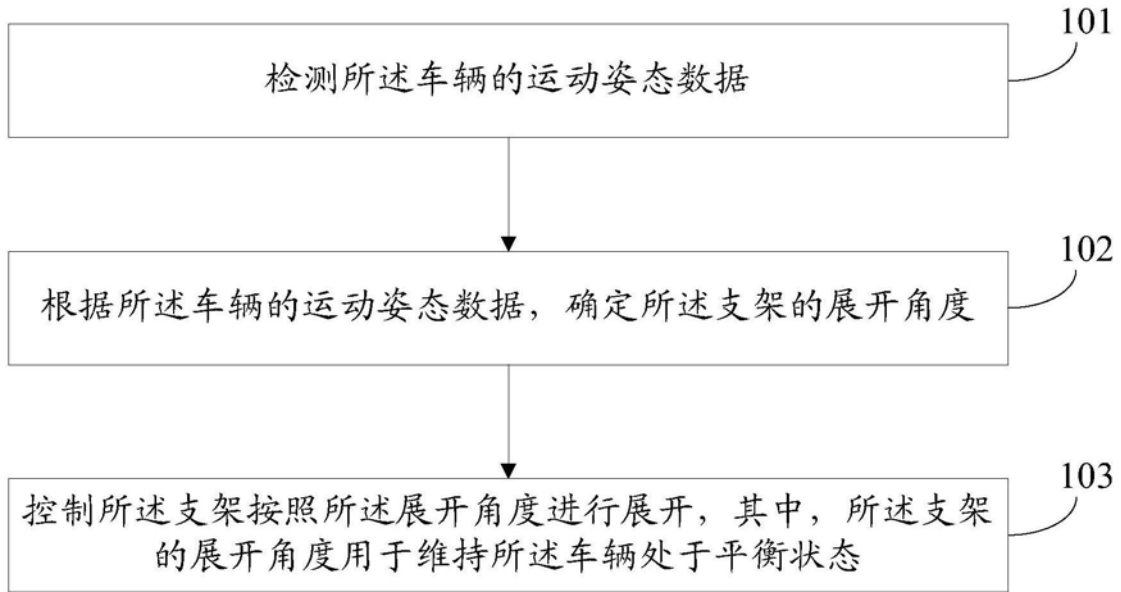 101
检测所述车辆的运动姿态数据
102
根据所述车辆的运动姿态数据，确定所述支架的展开角度
103
控制所述支架按照所述展开角度进行展开，其中，所述支架
的展开角度用于维持所述车辆处于平衡状态